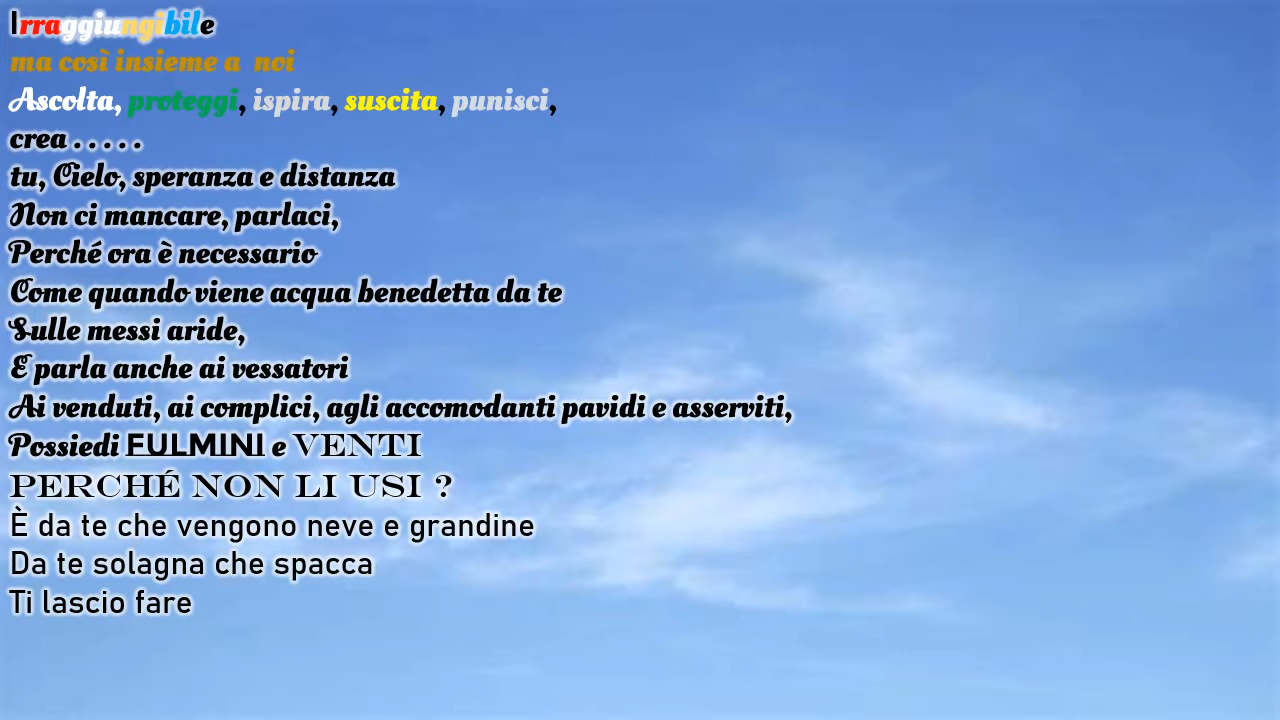 Irraggiungibile
ma così insieme a  noi
Ascolta, proteggi, ispira, suscita, punisci,
crea . . . . .
tu, Cielo, speranza e distanza
Non ci mancare, parlaci,
Perché ora è necessario
Come quando viene acqua benedetta da te
Sulle messi aride,
E parla anche ai vessatori
Ai venduti, ai complici, agli accomodanti pavidi e asserviti,
Possiedi FULMINI e VENTI
PERCHÉ NON LI USI ?
È da te che vengono neve e grandine
Da te solagna che spacca
Ti lascio fare